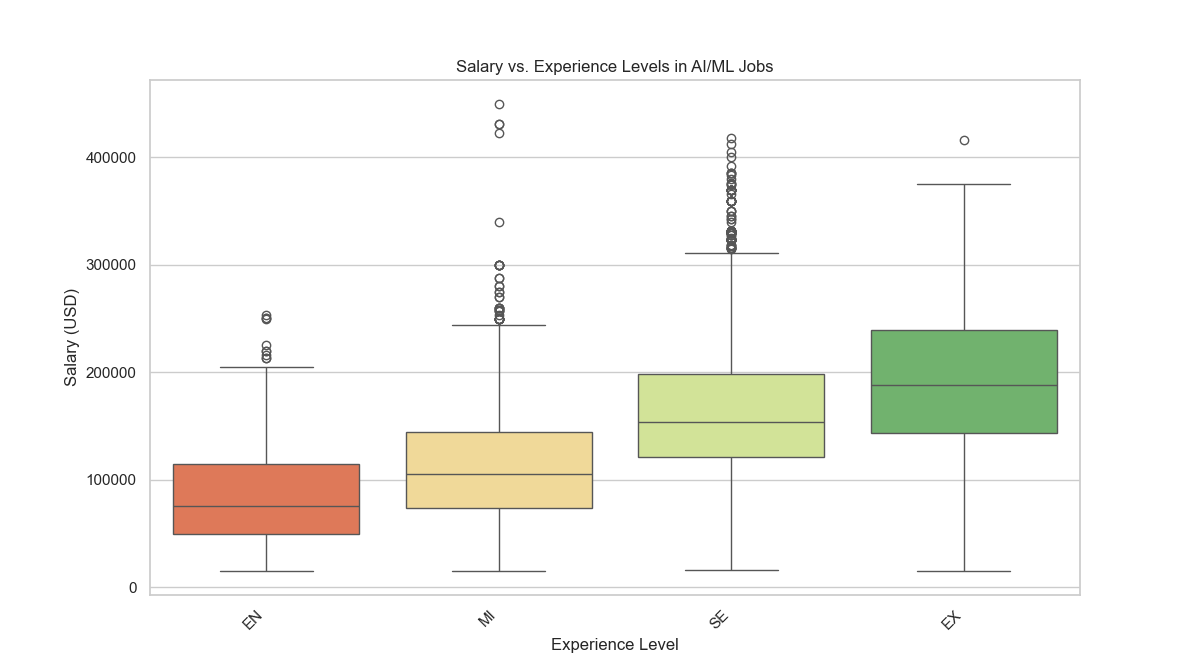 Salary vs. Experience Levels in AI/ML Jobs
Salary (USD)
400000
300000
200000
100000
0
EN
MI
SE
EX
Experience Level